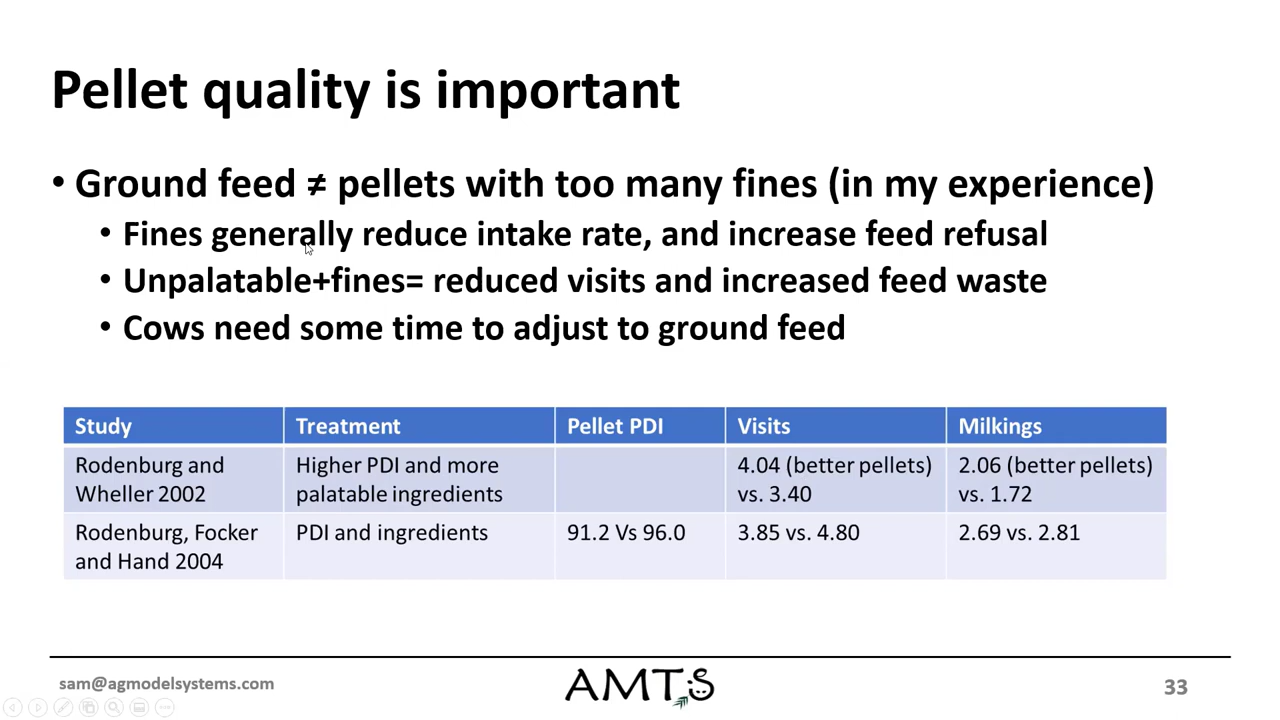 Pellet quality is important
• Ground feed ≠ pellets with too many fines (in my experience)
• Fines generally reduce intake rate, and increase feed refusal
• Unpalatable+fines= reduced visits and increased feed waste
• Cows need some time to adjust to ground feed
Study Treatment Pellet PDI Visits Milkings
Rodenburg and Higher PDI and more 4.04 (better pellets) 2.06 (better pellets)
Wheller 2002 palatable ingredients vs. 3.40 vs. 1.72
Rodenburg, Focker PDI and ingredients 91.2 Vs 96.0 3.85 vs. 4.80 2.69 vs. 2.81
and Hand 2004
sam@agmodelsystems.com AMTS 33